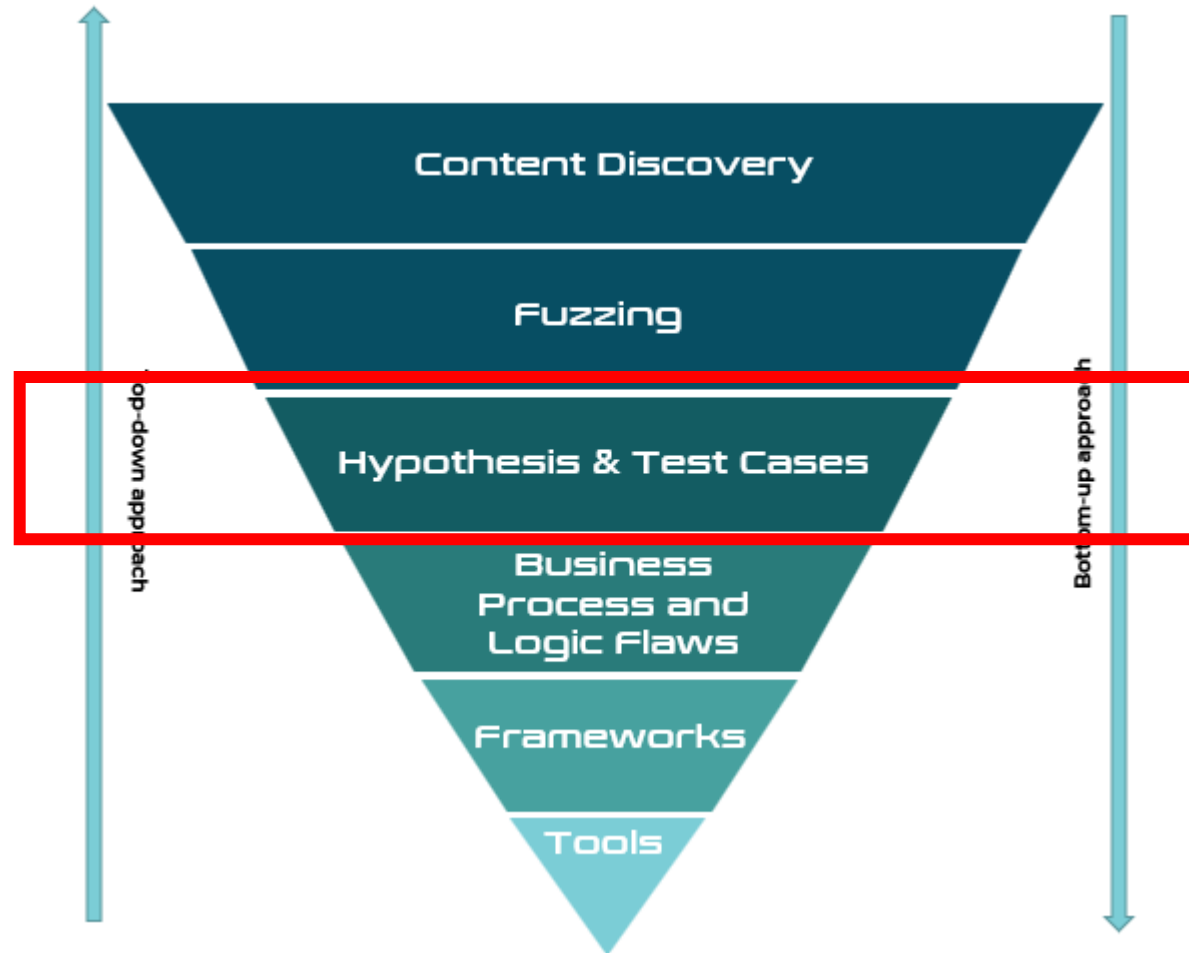 Content Discovery
Fuzzing
Hypothesis & Test Cases
Business
Process and
Logic Flaws
Frameworks
Tools
Top-down approach
Bottom-up approach